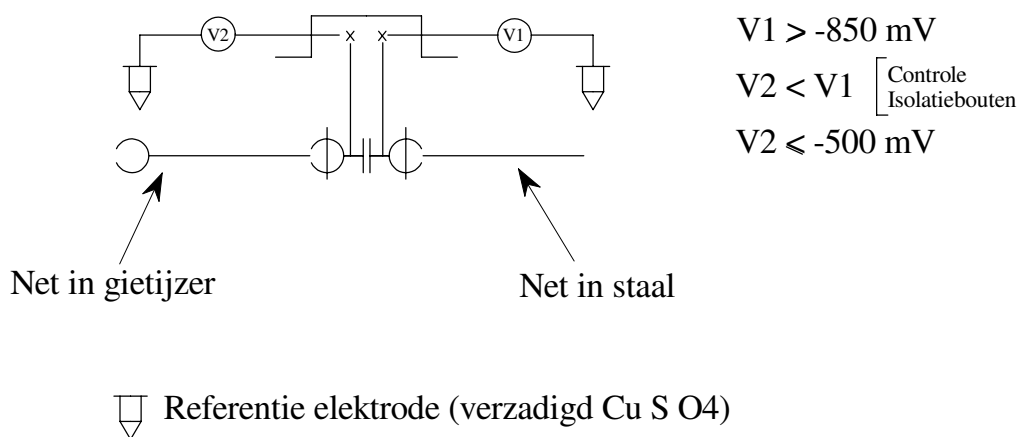 V2
V1
V1 > -850 mV
V2 < V1
Controle
Isolatiebouten
V2 ⩽ -500 mV
Net in gietijzer
Net in staal
Referentie elektrode (verzadigd Cu S O4)